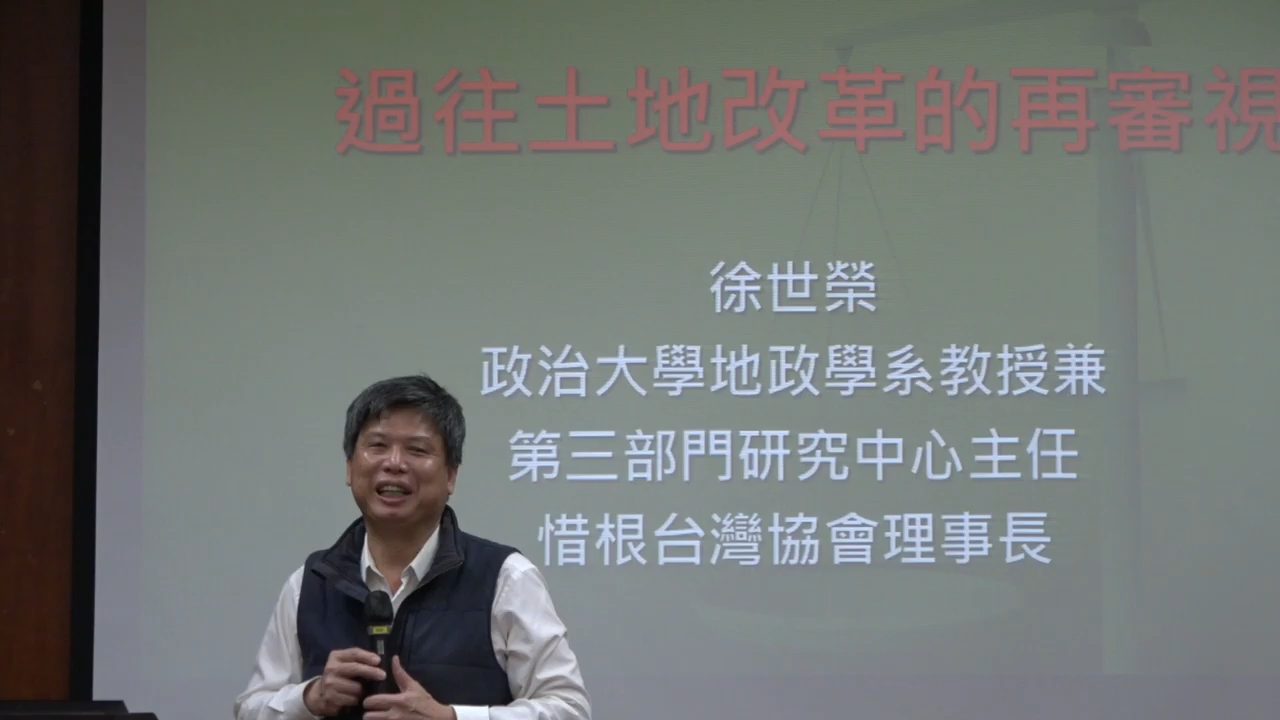 過往土地改革的再審視
徐世榮
政治大學地政學系教授兼
第三部門研究中心主任
惜根台灣協會理事長